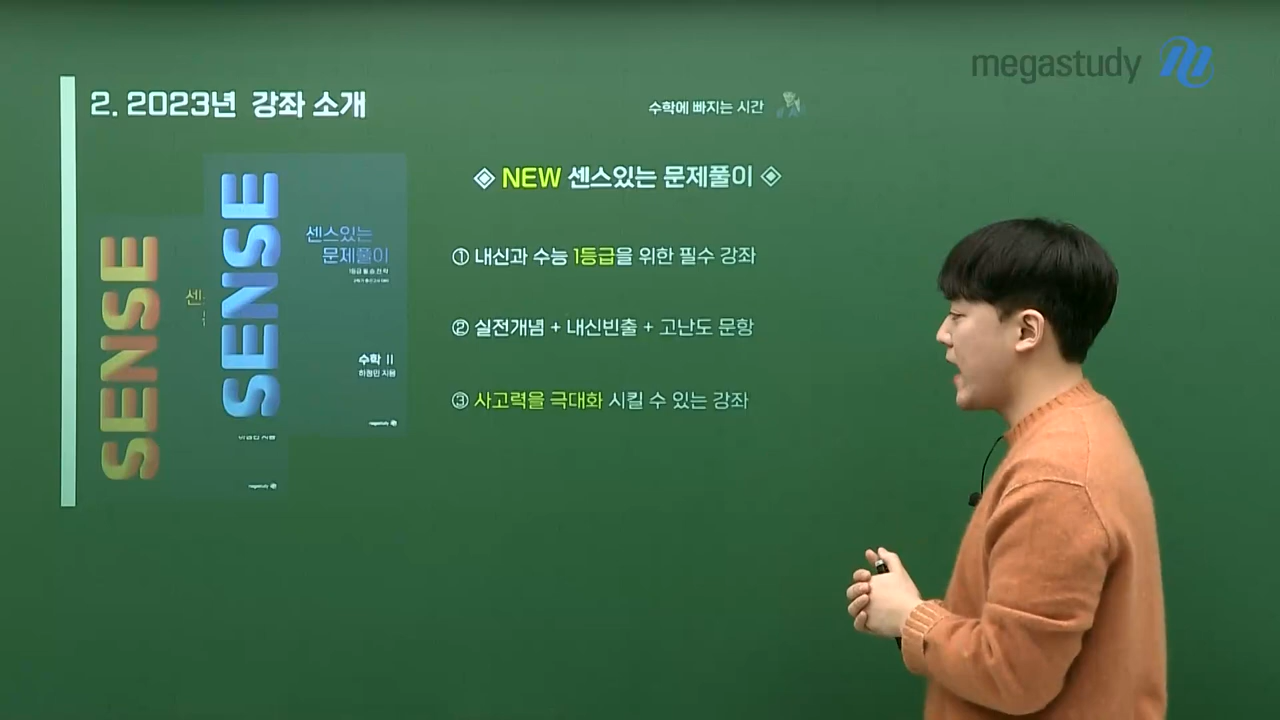 megastudy
2. 2023년 강좌 소개
수학에 빠지는 시간
◈ NEW 센스있는 문제풀이 ◈
SENSE
센스있는
문제풀이
수학 II
megastudy
SENSE
센
megastudy
① 내신과 수능 1등급을 위한 필수 강좌
② 실전개념 + 내신빈출 + 고난도 문항
③ 사고력을 극대화 시킬 수 있는 강좌